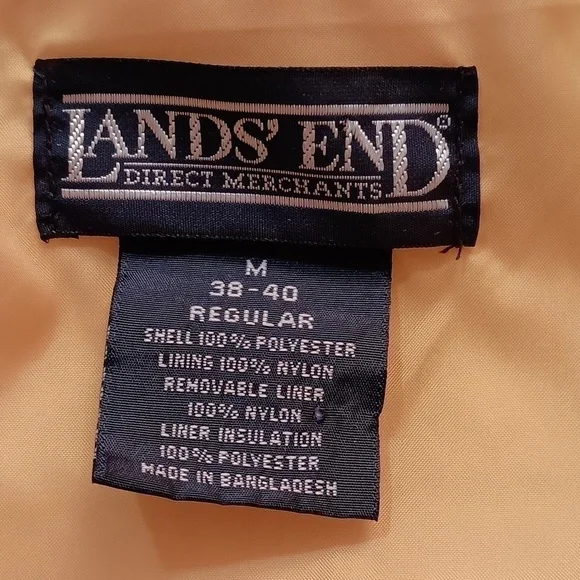 LANDS' END®
DIRECT MERCHANTS
M
38-40
REGULAR
SHELL 100% POLYESTER
LINING 100% NYLON
REMOVABLE LINER
100% NYLON
LINER INSULATION
100% POLYESTER
MADE IN BANGLADESH